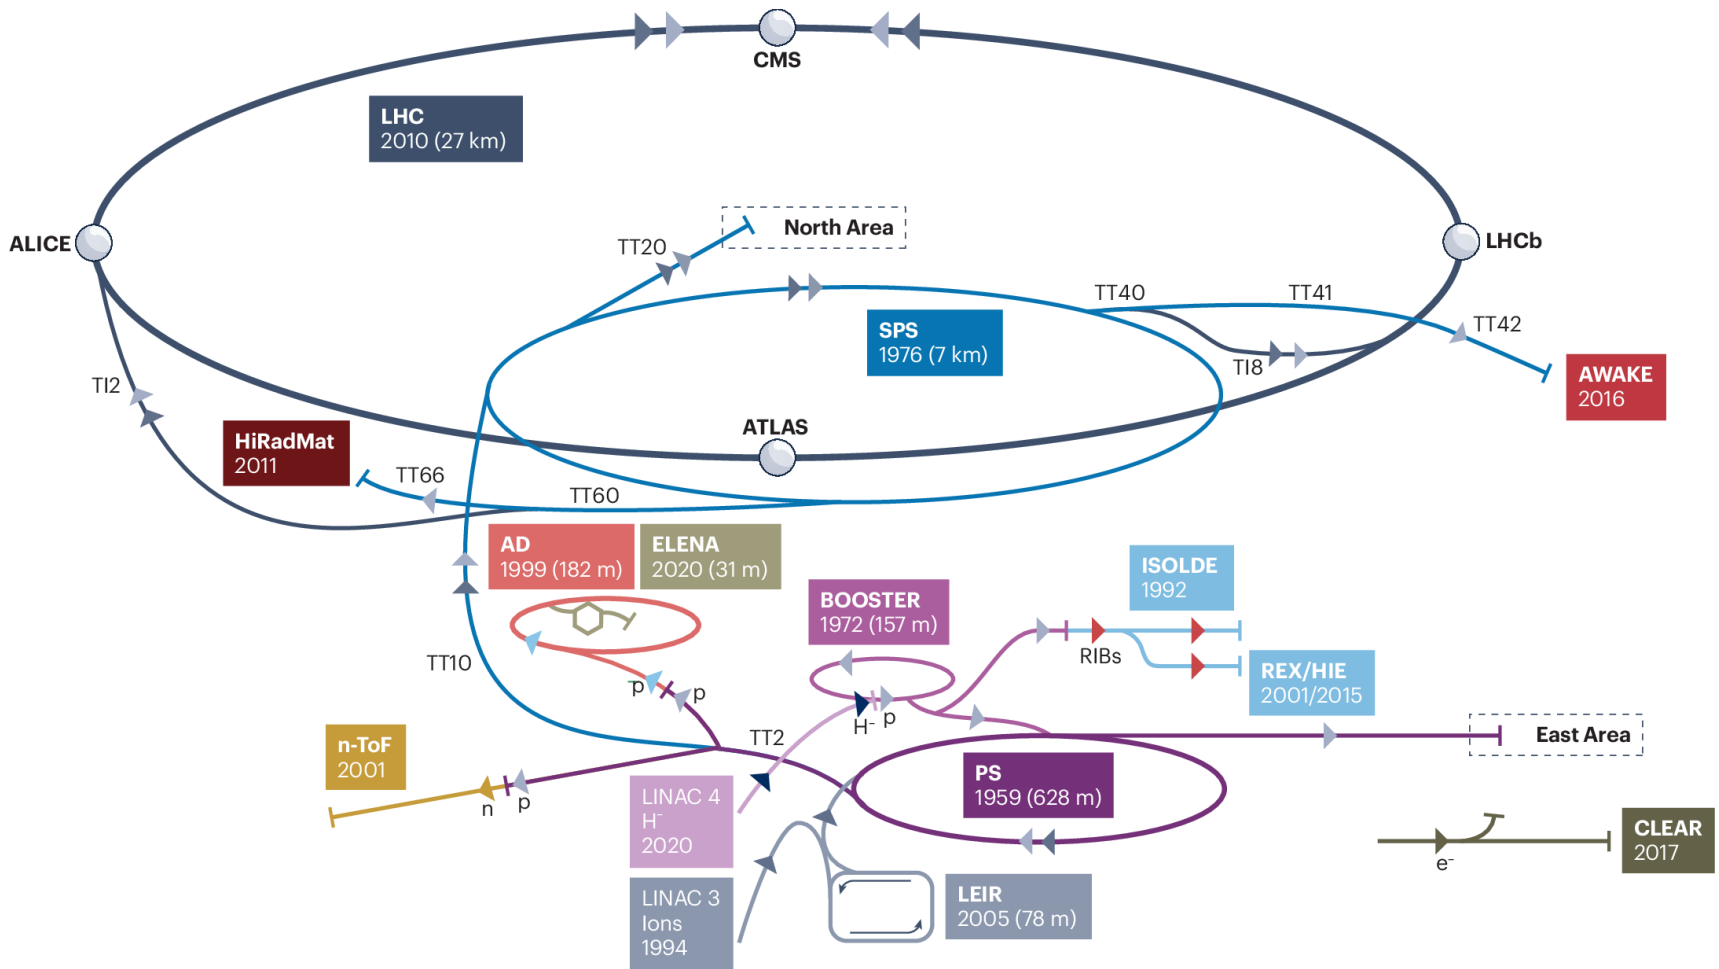 CMS
LHC
2010 (27 km)
North Area
ALICE
LHCb
TT20
TT40
TT41
TT42
SPS
1976 (7 km)
TI8
AWAKE
2016
TI2
ATLAS
HiRadMat
2011
TT66
TT60
AD
1999 (182 m)
ELENA
2020 (31 m)
ISOLDE
1992
BOOSTER
1972 (157 m)
RIBs
TT10
REX/HIE
2001/2015
p̅
p
H⁻
p
TT2
East Area
n-ToF
2001
PS
1959 (628 m)
n
p
LINAC 4
H⁻
2020
CLEAR
2017
e⁻
LINAC 3
Ions
1994
LEIR
2005 (78 m)